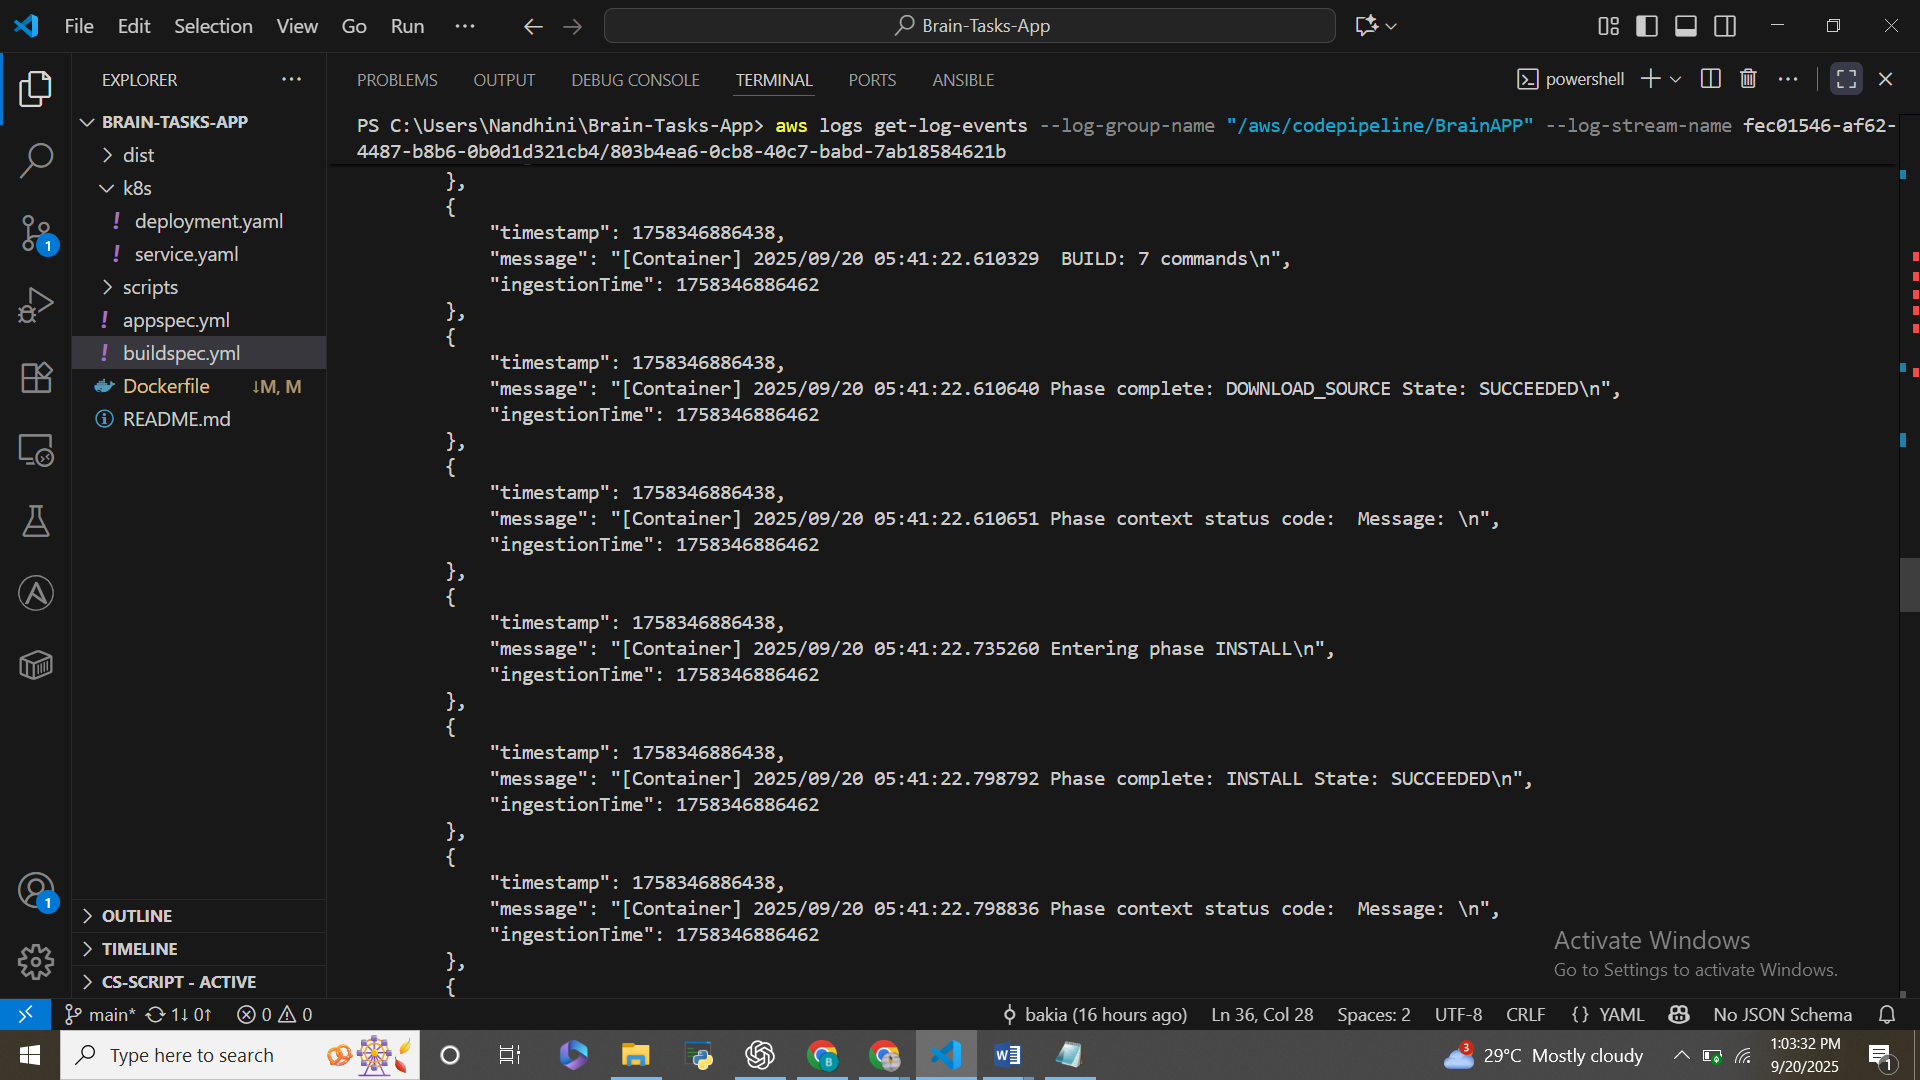 File Edit Selection View Go Run ··· Brain-Tasks-App
EXPLORER ···
BRAIN-TASKS-APP
dist
k8s
! deployment.yaml
! service.yaml
scripts
! appspec.yml
! buildspec.yml
Dockerfile ↓M, M
README.md
OUTLINE
TIMELINE
CS-SCRIPT - ACTIVE
1
1
PROBLEMS OUTPUT DEBUG CONSOLE TERMINAL PORTS ANSIBLE
powershell
PS C:\Users\Nandhini\Brain-Tasks-App> aws logs get-log-events --log-group-name "/aws/codepipeline/BrainAPP" --log-stream-name fec01546-af62-
4487-b8b6-0b0d1d321cb4/803b4ea6-0cb8-40c7-babd-7ab18584621b
},
{
"timestamp": 1758346886438,
"message": "[Container] 2025/09/20 05:41:22.610329  BUILD: 7 commands\n",
"ingestionTime": 1758346886462
},
{
"timestamp": 1758346886438,
"message": "[Container] 2025/09/20 05:41:22.610640 Phase complete: DOWNLOAD_SOURCE State: SUCCEEDED\n",
"ingestionTime": 1758346886462
},
{
"timestamp": 1758346886438,
"message": "[Container] 2025/09/20 05:41:22.610651 Phase context status code:  Message: \n",
"ingestionTime": 1758346886462
},
{
"timestamp": 1758346886438,
"message": "[Container] 2025/09/20 05:41:22.735260 Entering phase INSTALL\n",
"ingestionTime": 1758346886462
},
{
"timestamp": 1758346886438,
"message": "[Container] 2025/09/20 05:41:22.798792 Phase complete: INSTALL State: SUCCEEDED\n",
"ingestionTime": 1758346886462
},
{
"timestamp": 1758346886438,
"message": "[Container] 2025/09/20 05:41:22.798836 Phase context status code:  Message: \n",
"ingestionTime": 1758346886462
},
{
Activate Windows
Go to Settings to activate Windows.
main* 1↓ 0↑ 0 0 bakia (16 hours ago) Ln 36, Col 28 Spaces: 2 UTF-8 CRLF {} YAML No JSON Schema
Type here to search 3 29°C Mostly cloudy 1:03:32 PM
9/20/2025 1